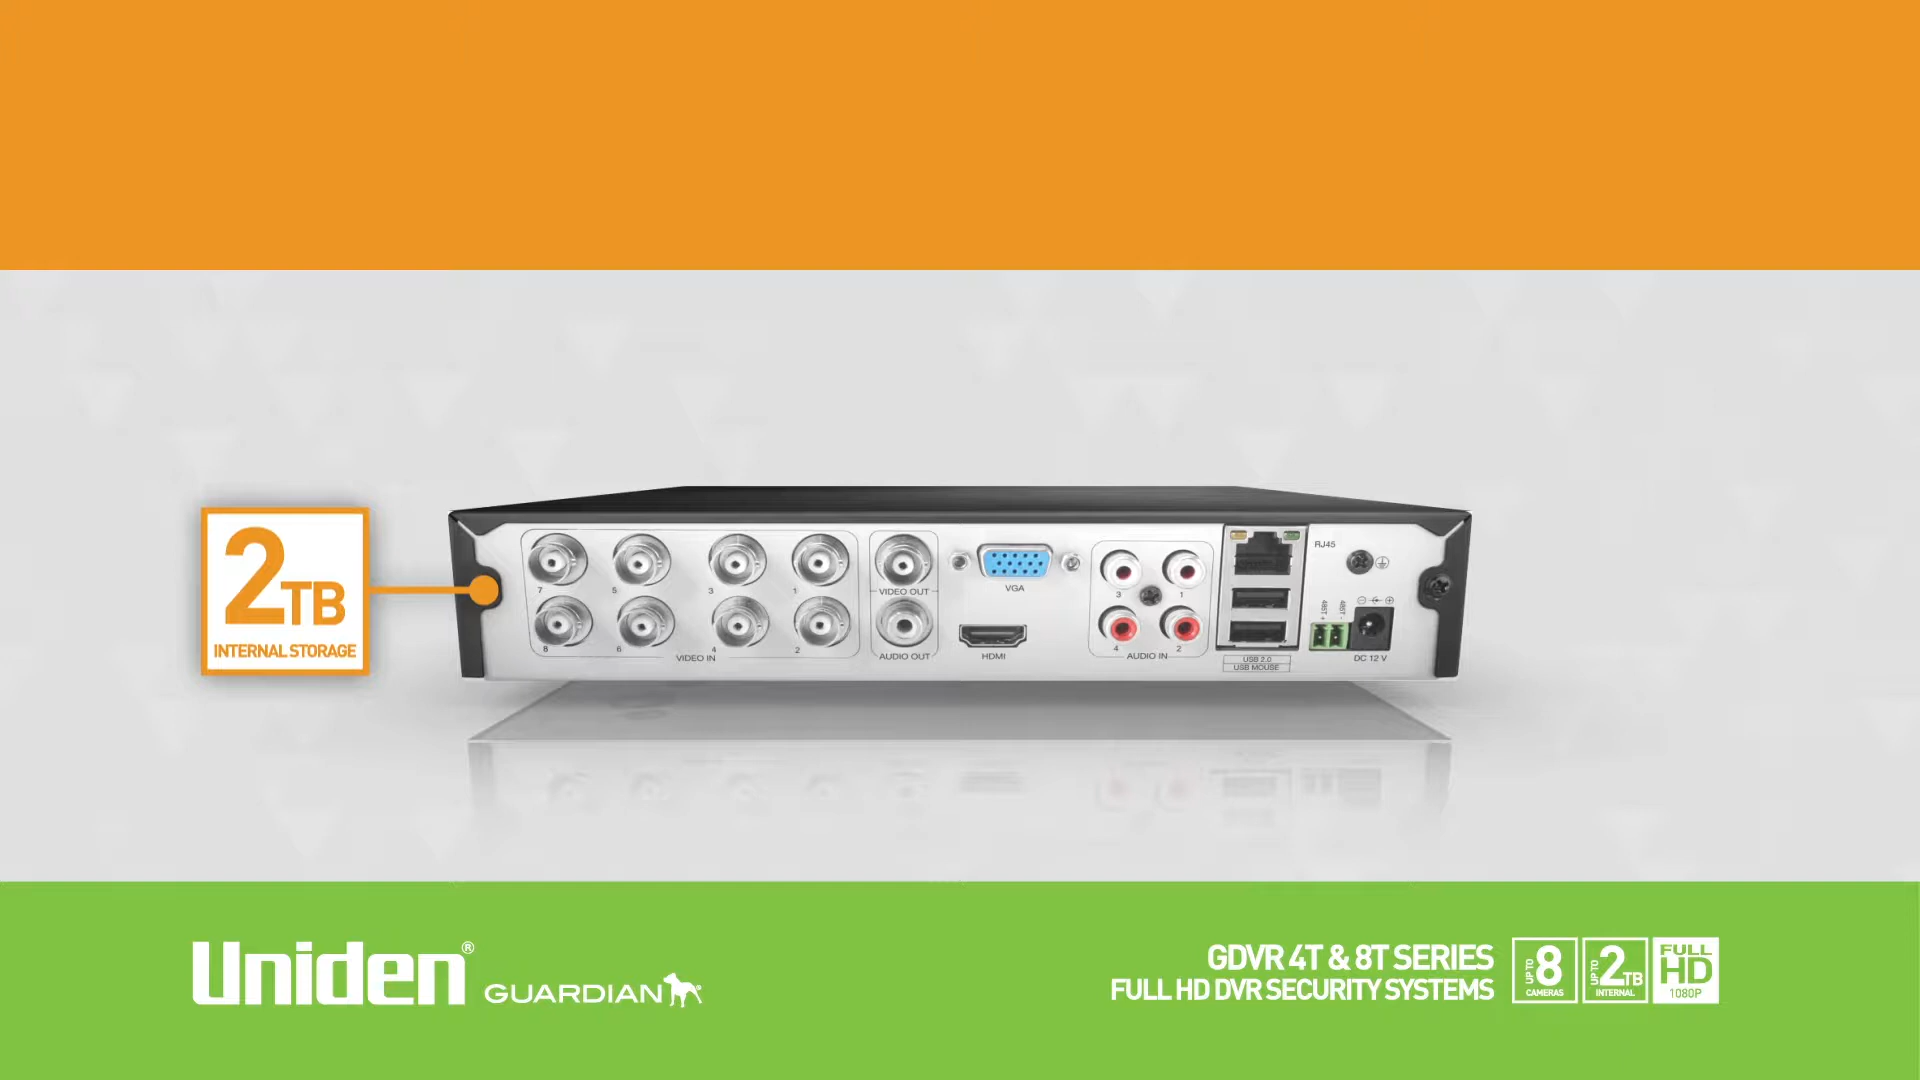 2TB
INTERNAL STORAGE
7
5
3
1
8
6
4
2
VIDEO IN
VIDEO OUT
AUDIO OUT
VGA
HDMI
3
1
4
2
AUDIO IN
RJ45
USB 2.0
USB MOUSE
485T
+
485T
-
DC 12 V
Uniden®
GUARDIAN®
GDVR 4T & 8T SERIES
FULL HD DVR SECURITY SYSTEMS
UP TO 8
CAMERAS
UP TO 2TB
INTERNAL
FULL
HD
1080P